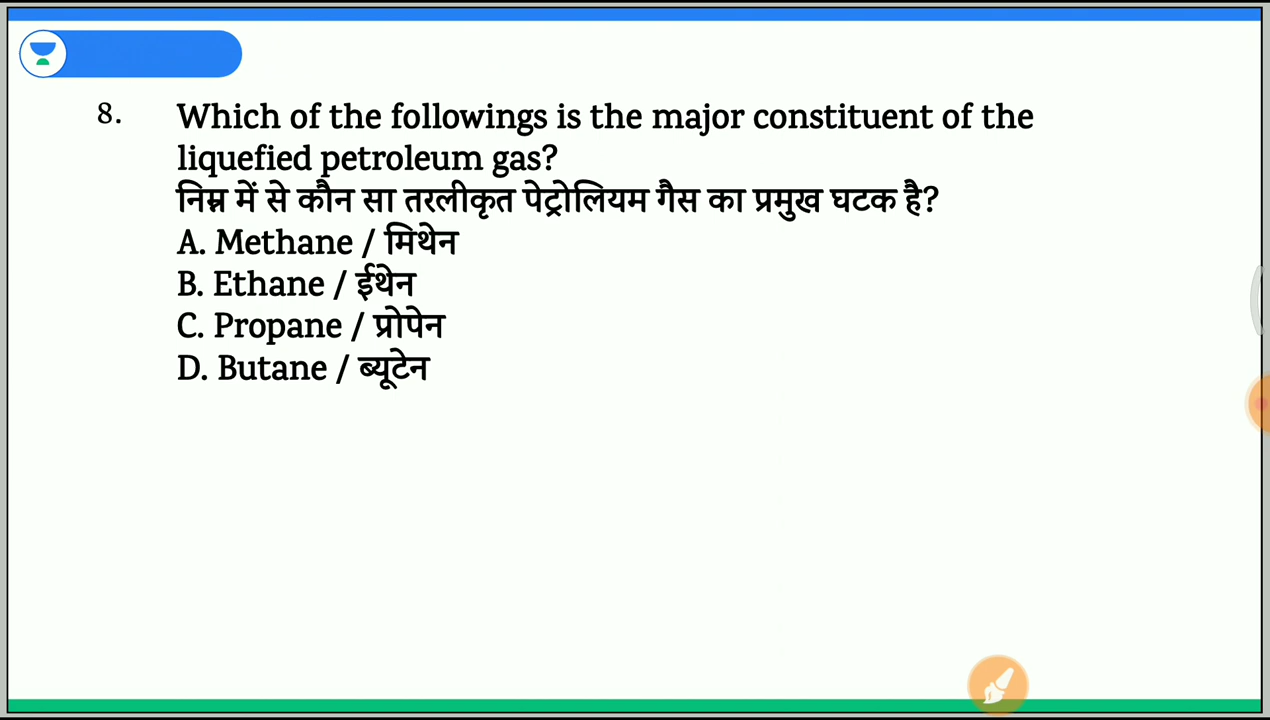 8. Which of the followings is the major constituent of the
liquefied petroleum gas?
निम्न में से कौन सा तरलीकृत पेट्रोलियम गैस का प्रमुख घटक है?
A. Methane / मिथेन
B. Ethane / ईथेन
C. Propane / प्रोपेन
D. Butane / ब्यूटेन